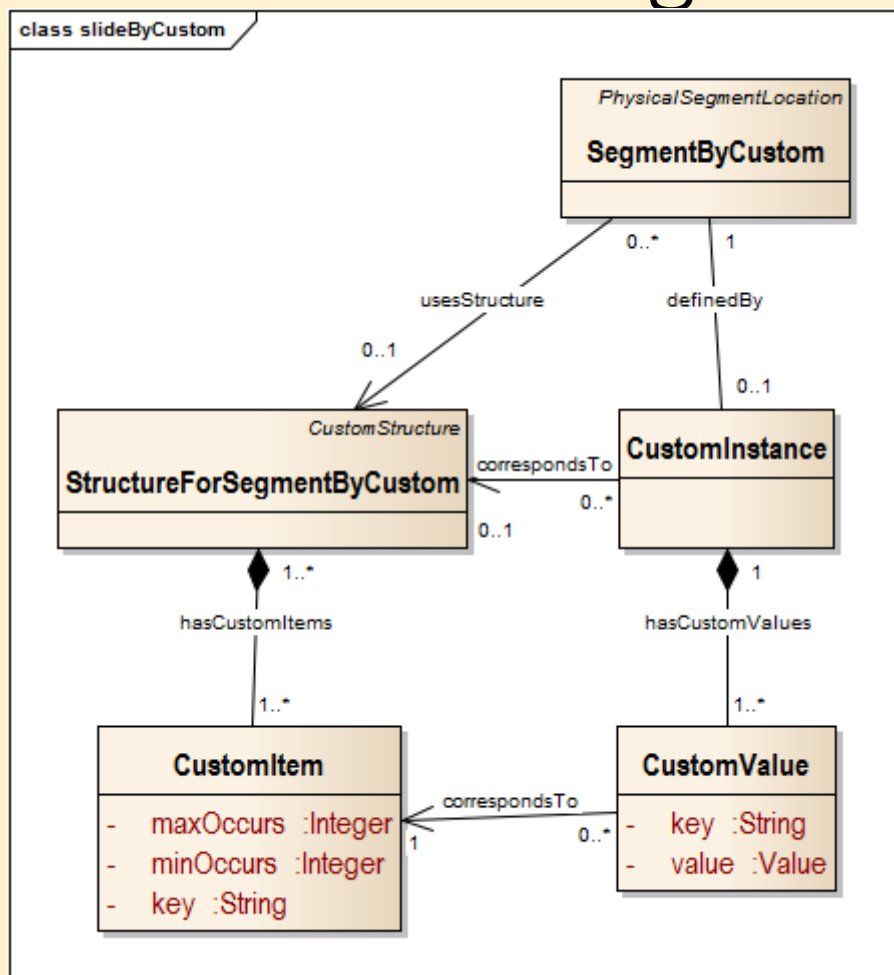 class slideByCustom
PhysicalSegmentLocation
SegmentByCustom
0..*
1
usesStructure
definedBy
0..1
0..1
CustomStructure
StructureForSegmentByCustom
CustomInstance
correspondsTo
0..*
0..1
1..*
1
hasCustomItems
hasCustomValues
1..*
1..*
CustomItem
- maxOccurs :Integer
- minOccurs :Integer
- key :String
correspondsTo
1
0..*
CustomValue
- key :String
- value :Value